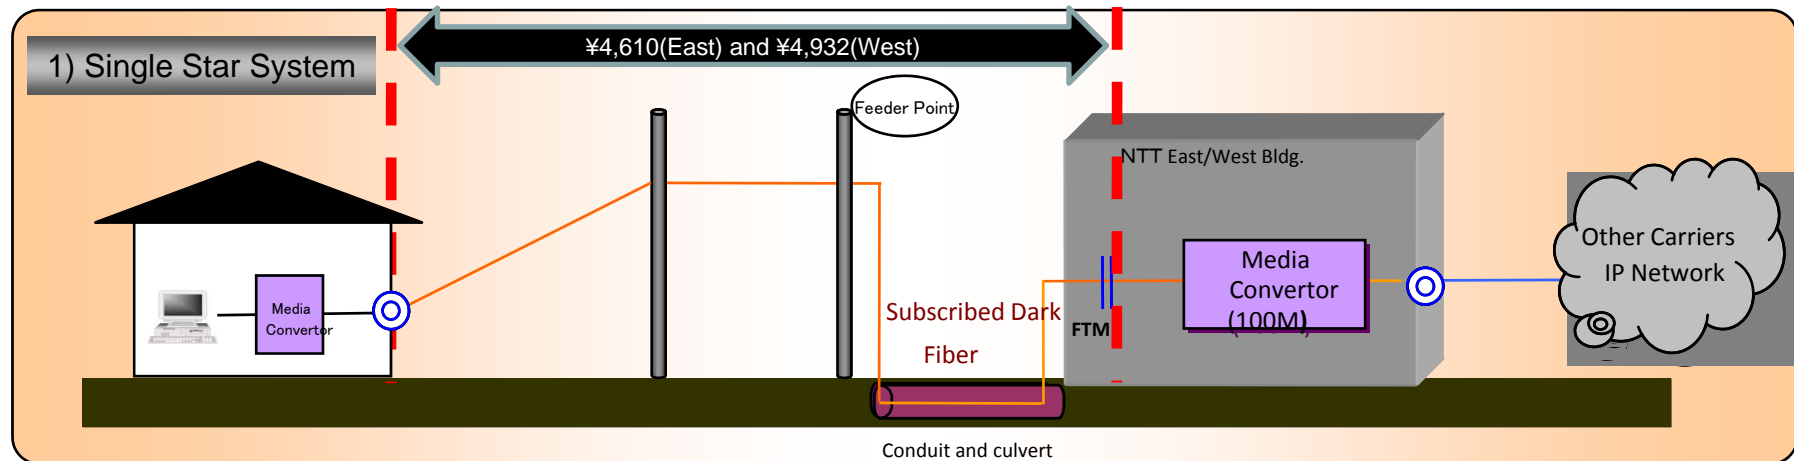 ¥4,610(East) and ¥4,932(West)
1) Single Star System
Feeder Point
NTT East/West Bldg.
Other Carriers
IP Network
Media
Convertor
(100M)
Media
Convertor
Subscribed Dark
Fiber
FTM
Conduit and culvert